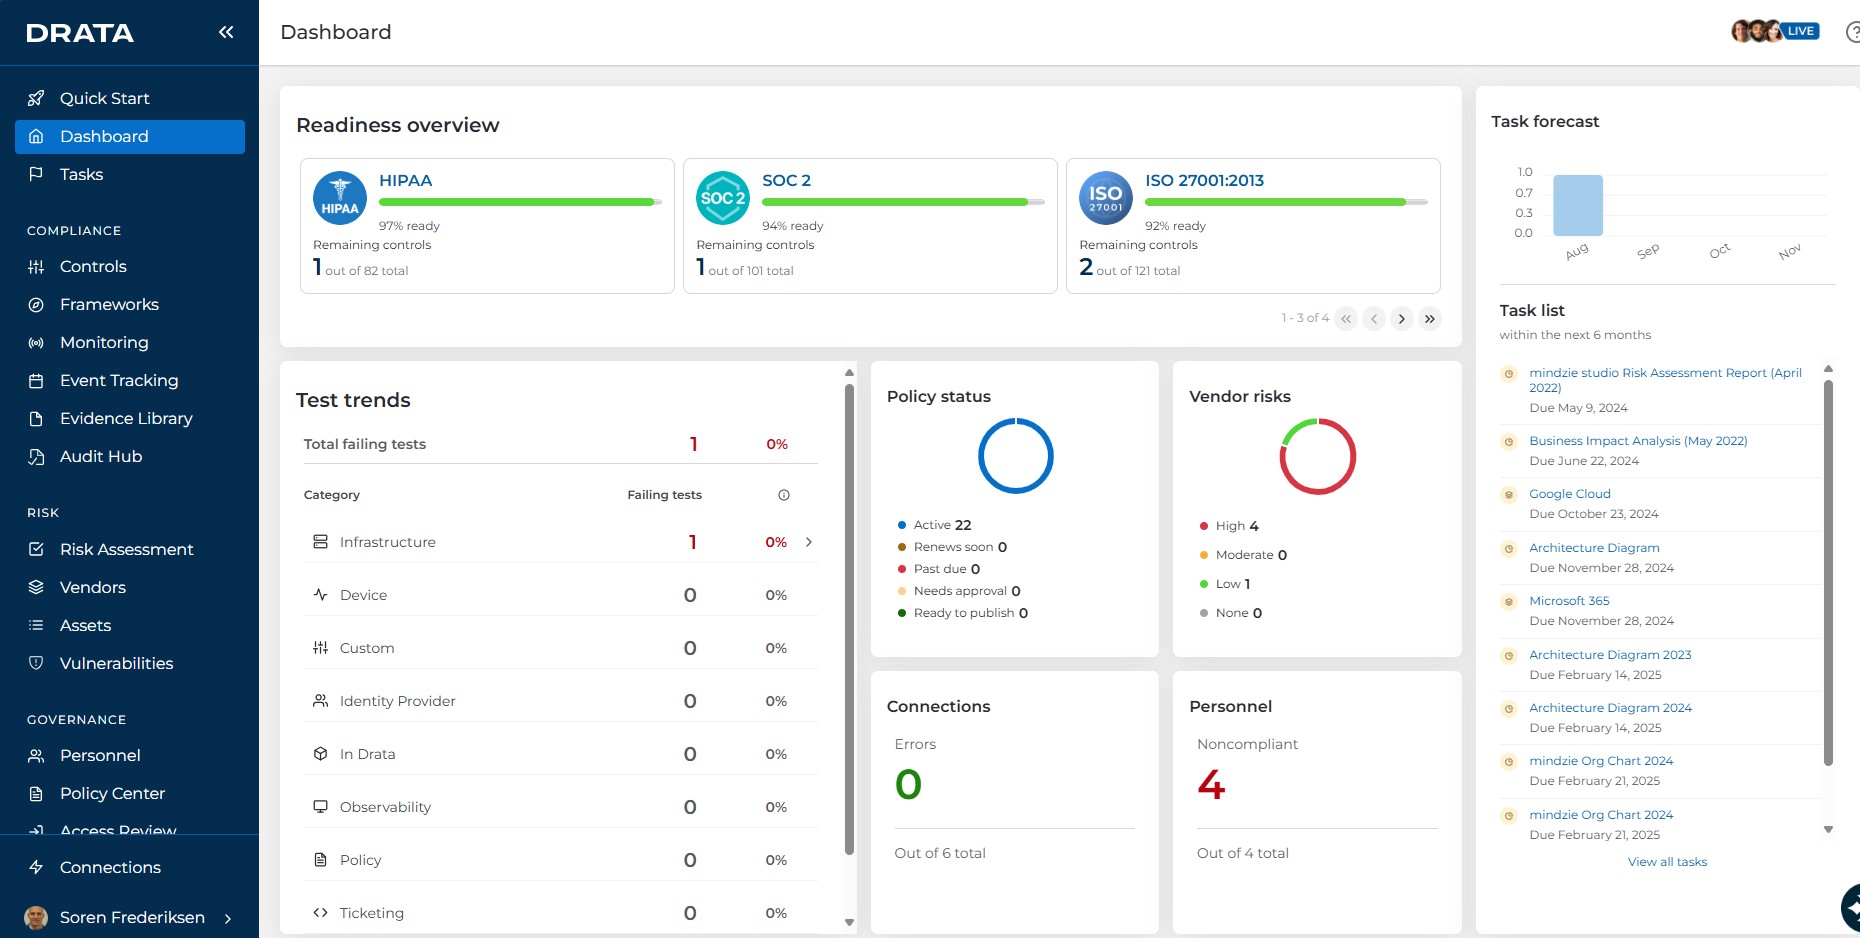 DRATA
Quick Start
Dashboard
Tasks
COMPLIANCE
Controls
Frameworks
Monitoring
Event Tracking
Evidence Library
Audit Hub
RISK
Risk Assessment
Vendors
Assets
Vulnerabilities
GOVERNANCE
Personnel
Policy Center
Access Review
Connections
Soren Frederiksen
Dashboard
LIVE
Readiness overview
HIPAA
HIPAA
97% ready
Remaining controls
1 out of 82 total
SOC 2
SOC 2
94% ready
Remaining controls
1 out of 101 total
ISO
27001
ISO 27001:2013
92% ready
Remaining controls
2 out of 121 total
1 - 3 of 4
Test trends
Total failing tests 1 0%
Category Failing tests
Infrastructure 1 0%
Device 0 0%
Custom 0 0%
Identity Provider 0 0%
In Drata 0 0%
Observability 0 0%
Policy 0 0%
Ticketing 0 0%
Policy status
Active 22
Renews soon 0
Past due 0
Needs approval 0
Ready to publish 0
Vendor risks
High 4
Moderate 0
Low 1
None 0
Connections
Errors
0
Out of 6 total
Personnel
Noncompliant
4
Out of 4 total
Task forecast
1.0
0.7
0.3
0.0
Aug Sep Oct Nov
Task list
within the next 6 months
mindzie studio Risk Assessment Report (April
2022)
Due May 9, 2024
Business Impact Analysis (May 2022)
Due June 22, 2024
Google Cloud
Due October 23, 2024
Architecture Diagram
Due November 28, 2024
Microsoft 365
Due November 28, 2024
Architecture Diagram 2023
Due February 14, 2025
Architecture Diagram 2024
Due February 14, 2025
mindzie Org Chart 2024
Due February 21, 2025
mindzie Org Chart 2024
Due February 21, 2025
View all tasks